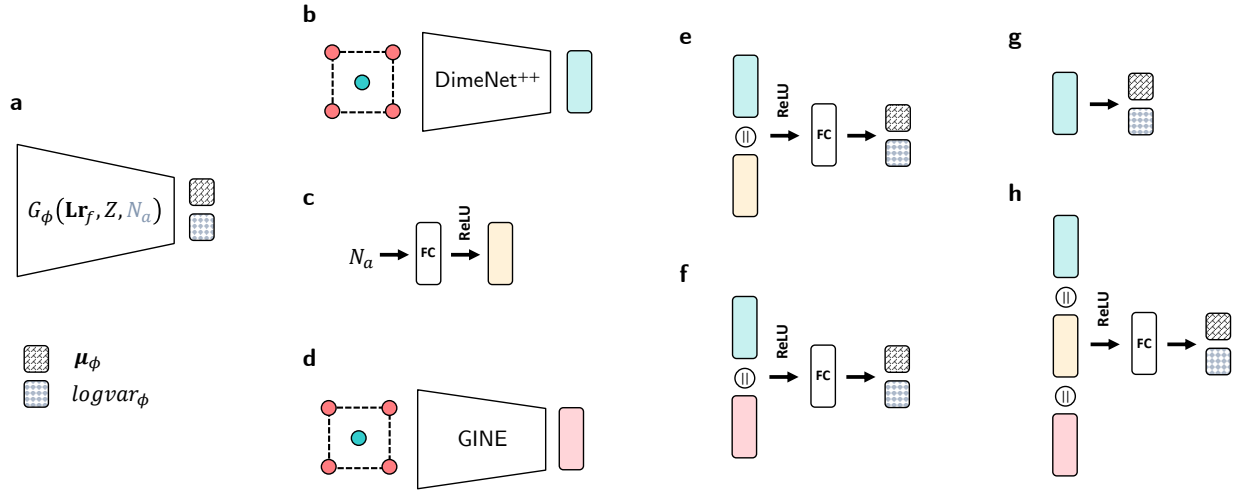 a
G_ϕ(Lr_f, Z, N_a)
μ_ϕ
logvar_ϕ
b
DimeNet++
c
N_a
FC
ReLU
d
GINE
e
||
ReLU
FC
f
||
ReLU
FC
g
h
||
||
ReLU
FC